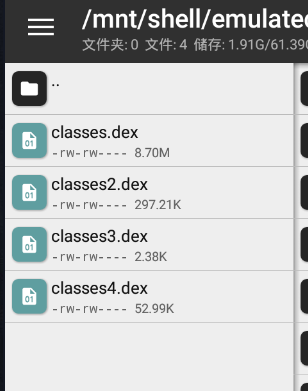 /mnt/shell/emulated
文件夹: 0 文件: 4 储存: 1.91G/61.39G
..
classes.dex
-rw-rw---- 8.70M
classes2.dex
-rw-rw---- 297.21K
classes3.dex
-rw-rw---- 2.38K
classes4.dex
-rw-rw---- 52.99K